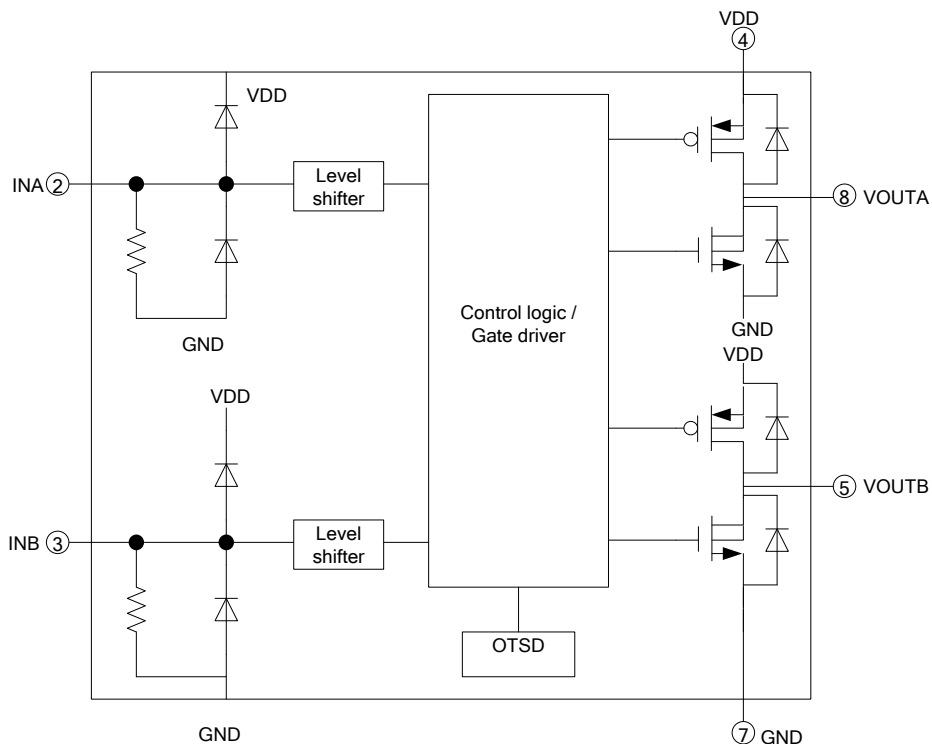 VDD
④
VDD
INA ②
Level
shifter
⑧ VOUTA
Control logic /
Gate driver
GND
GND
VDD
VDD
⑤ VOUTB
INB ③
Level
shifter
OTSD
GND
⑦ GND